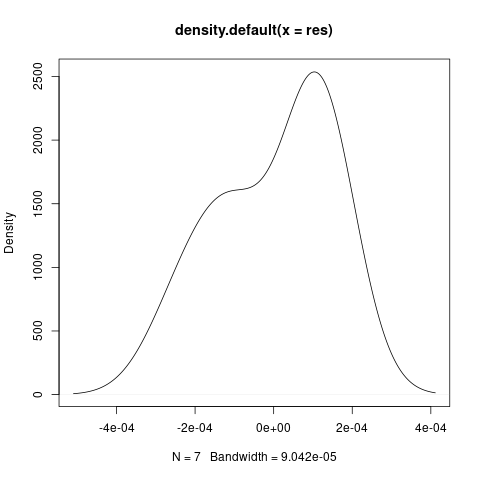 density.default(x = res)
Density
2500
2000
1500
1000
500
0
-4e-04 -2e-04 0e+00 2e-04 4e-04
N = 7 Bandwidth = 9.042e-05